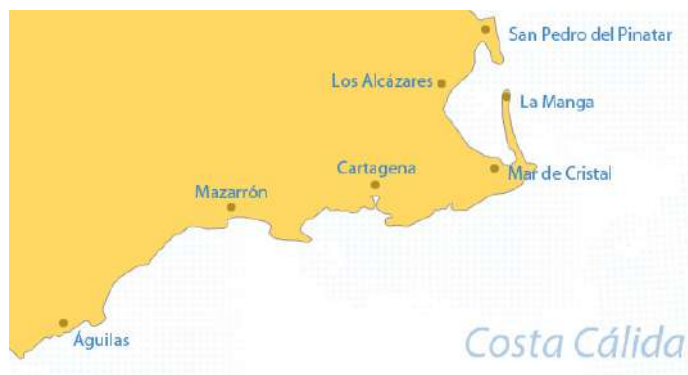 San Pedro del Pinatar
Los Alcázares
La Manga
Cartagena
Mar de Cristal
Mazarrón
Águilas
Costa Cálida